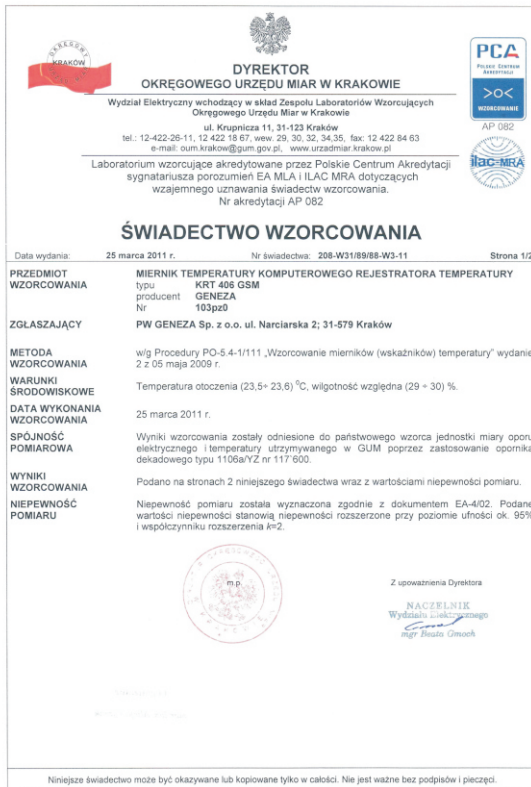 OKRĘGOWY
KRAKÓW
DYREKTOR
OKRĘGOWEGO URZĘDU MIAR W KRAKOWIE
Wydział Elektryczny wchodzący w skład Zespołu Laboratoriów Wzorcujących
Okręgowego Urzędu Miar w Krakowie
ul. Krupnicza 11, 31-123 Kraków
tel.: 12-422-26-11, 12 422 18 67, wew. 29, 30, 32, 34,35, fax: 12 422 84 63
e-mail: oum.krakow@gum.gov.pl, www.urzadmiar.krakow.pl
PCA
POLSKIE CENTRUM
AKREDYTACJI
WZORCOWANIE
AP 082
ilac-MRA
Laboratorium wzorcujące akredytowane przez Polskie Centrum Akredytacji
sygnatariusza porozumień EA MLA i ILAC MRA dotyczących
wzajemnego uznawania świadectw wzorcowania.
Nr akredytacji AP 082
ŚWIADECTWO WZORCOWANIA
Data wydania: 25 marca 2011 r. Nr świadectwa: 208-W31/89/88-W3-11 Strona 1/2
PRZEDMIOT WZORCOWANIA
MIERNIK TEMPERATURY KOMPUTEROWEGO REJESTRATORA TEMPERATURY
typu KRT 406 GSM
producent GENEZA
Nr 103pz0
ZGŁASZAJĄCY PW GENEZA Sp. z o.o. ul. Narciarska 2; 31-579 Kraków
METODA WZORCOWANIA
w/g Procedury PO-5.4-1/111 „Wzorcowanie mierników (wskaźników) temperatury" wydanie
2 z 05 maja 2009 r.
WARUNKI ŚRODOWISKOWE
Temperatura otoczenia (23,5÷ 23,6) °C, wilgotność względna (29 ÷ 30) %.
DATA WYKONANIA WZORCOWANIA
25 marca 2011 r.
SPÓJNOŚĆ POMIAROWA
Wyniki wzorcowania zostały odniesione do państwowego wzorca jednostki miary oporu
elektrycznego i temperatury utrzymywanego w GUM poprzez zastosowanie opornika
dekadowego typu 1106a/YZ nr 117`600.
WYNIKI WZORCOWANIA
Podano na stronach 2 niniejszego świadectwa wraz z wartościami niepewności pomiaru.
NIEPEWNOŚĆ POMIARU
Niepewność pomiaru została wyznaczona zgodnie z dokumentem EA-4/02. Podane
wartości niepewności stanowią niepewności rozszerzone przy poziomie ufności ok. 95%
i współczynniku rozszerzenia k=2.
m.p.
Z upoważnienia Dyrektora
NACZELNIK
Wydziału Elektrycznego
mgr Beata Gmoch
Niniejsze świadectwo może być okazywane lub kopiowane tylko w całości. Nie jest ważne bez podpisów i pieczęci.